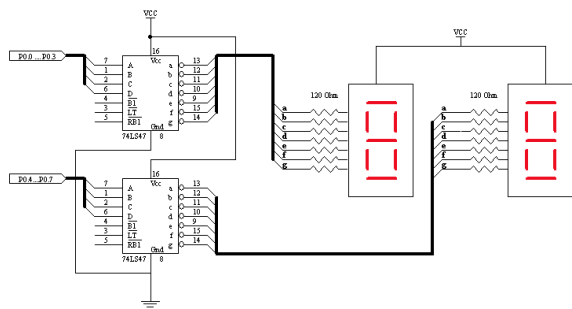 VCC
VCC
P0.0 ...P0.3
16
Vcc
7 A a 13
1 B b 12
2 C c 11
6 D d 10
4 BI e 9
3 LT f 15
5 RBI g 14
Gnd
74LS47 8
120 Ohm
120 Ohm
a
b
c
d
e
f
g
a
b
c
d
e
f
g
P0.4...P0.7
16
Vcc
7 A a 13
1 B b 12
2 C c 11
6 D d 10
4 BI e 9
3 LT f 15
5 RBI g 14
Gnd
74LS47 8